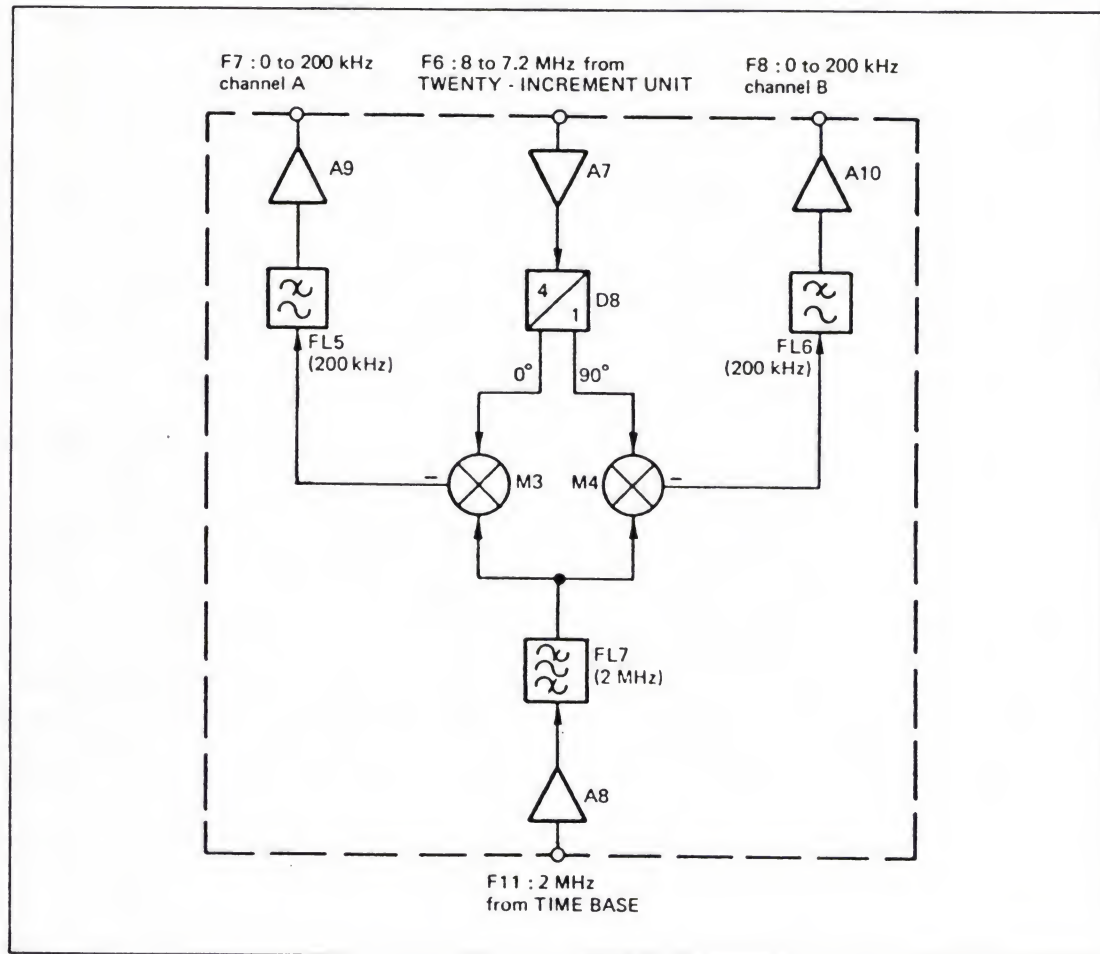 F7 : 0 to 200 kHz
channel A
F6 : 8 to 7.2 MHz from
TWENTY - INCREMENT UNIT
F8 : 0 to 200 kHz
channel B
A9
A7
A10
4
1
D8
FL5
(200 kHz)
FL6
(200 kHz)
0°
90°
–
M3
M4
–
FL7
(2 MHz)
A8
F11 : 2 MHz
from TIME BASE